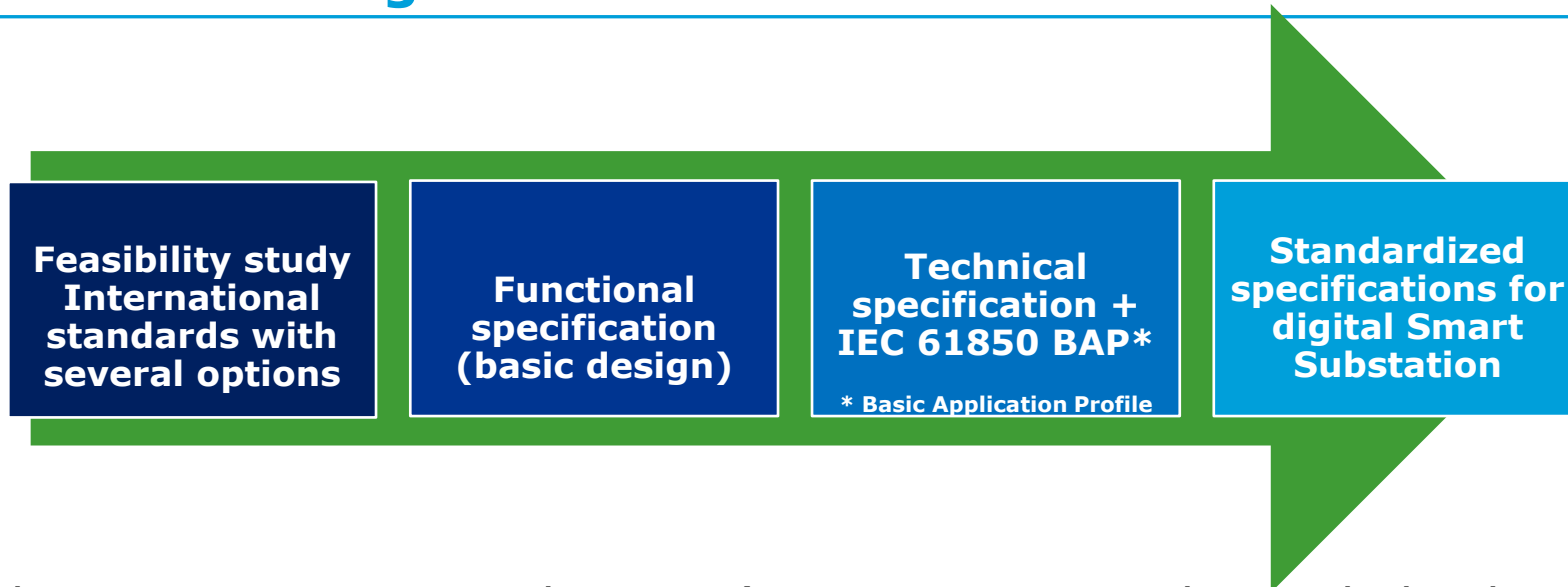 Feasibility study
International
standards with
several options
Functional
specification
(basic design)
Technical
specification +
IEC 61850 BAP*
* Basic Application Profile
Standardized
specifications for
digital Smart
Substation